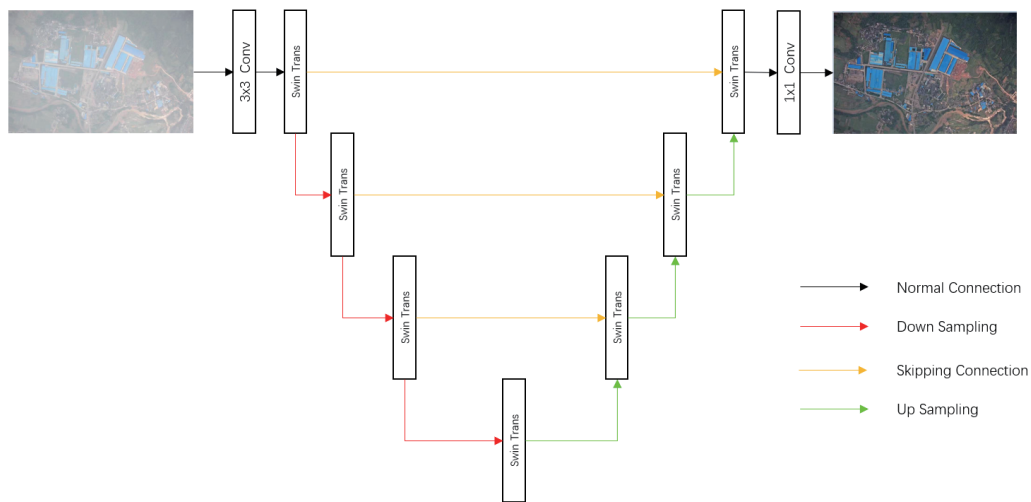 3x3 Conv
Swin Trans
Swin Trans
1x1 Conv
Swin Trans
Swin Trans
Swin Trans
Swin Trans
Swin Trans
Normal Connection
Down Sampling
Skipping Connection
Up Sampling